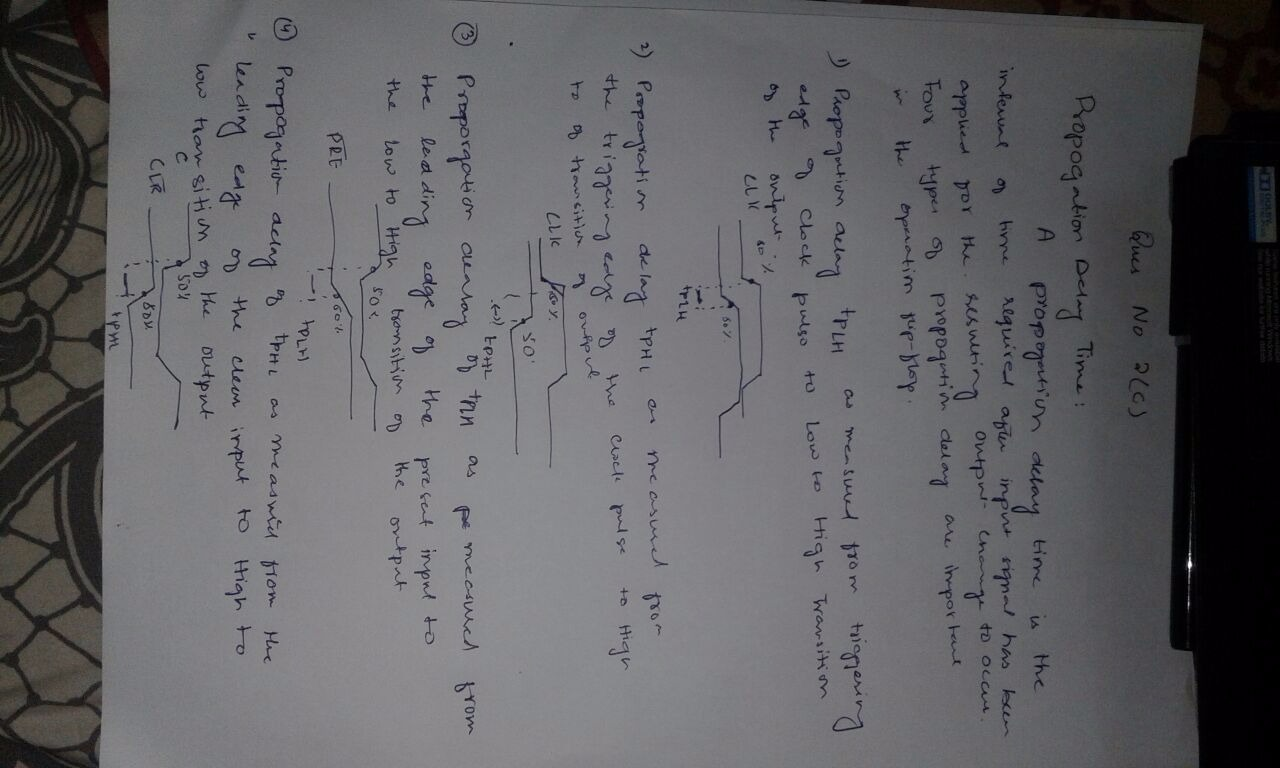 Ques No 2(C)
Propogation Delay Time:
A propogation delay time is the
interval of time required after input signal has been
applied for the resulting output change to occur.
Four types of propogation delay are important
in the operation flip-flop.
1) Propogation delay tPLH as measured from triggering
edge of clock pulse to Low to High Transition
of the output.
CLK
50%
50%
tPLH
2) Propogration delay tPHL as measured from
the triggering edge of the clock pulse to High
to of transition of output
CLK
50%
50%
tPHL
③ Proporgation delay of tPLH as measured from
the leading edge of the preset input to
the low to High transition of the output
50%
PRE
50%
tPLH
④ Propogation delay of tPHL as measured from the
leading edge of the clear input to High to
low transition of the output
C
50%
CLR
50%
tPHL